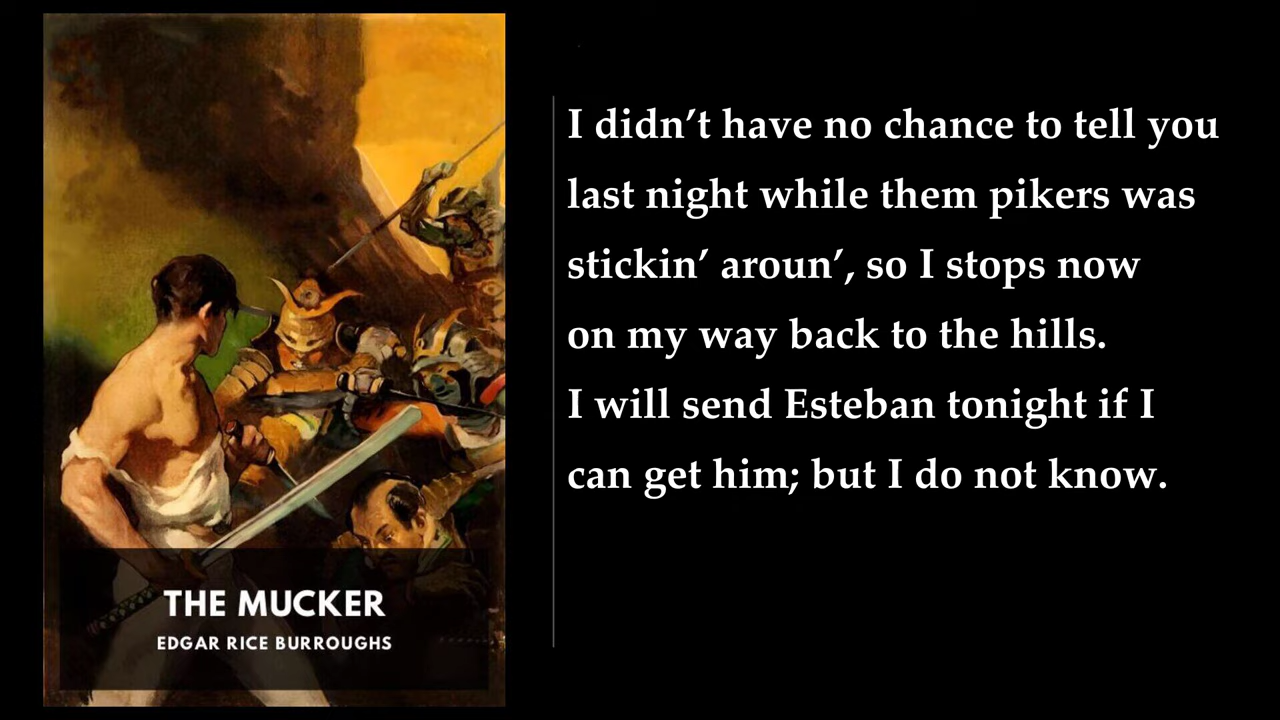 THE MUCKER
EDGAR RICE BURROUGHS
I didn’t have no chance to tell you
last night while them pikers was
stickin’ aroun’, so I stops now
on my way back to the hills.
I will send Esteban tonight if I
can get him; but I do not know.